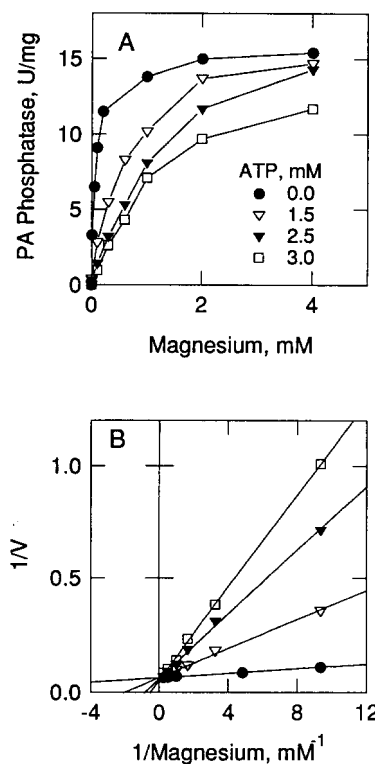 A
PA Phosphatase, U/mg
15
10
5
0
ATP, mM
● 0.0
▽ 1.5
▼ 2.5
□ 3.0
0 2 4
Magnesium, mM
B
1/V
1.0
0.5
0.0
-4 0 4 8 12
1/Magnesium, mM⁻¹